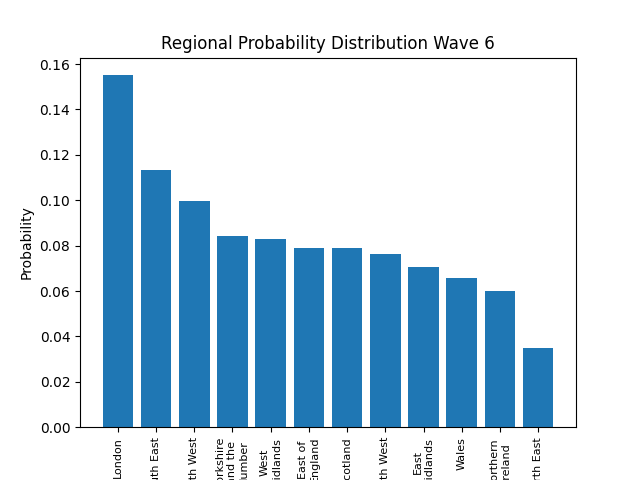 Regional Probability Distribution Wave 6
Probability
0.16
0.14
0.12
0.10
0.08
0.06
0.04
0.02
0.00
London
uth East
th West
orkshire
nd the
umber
West
idlands
East of
ngland
cotland
th West
East
idlands
Wales
orthern
reland
rth East